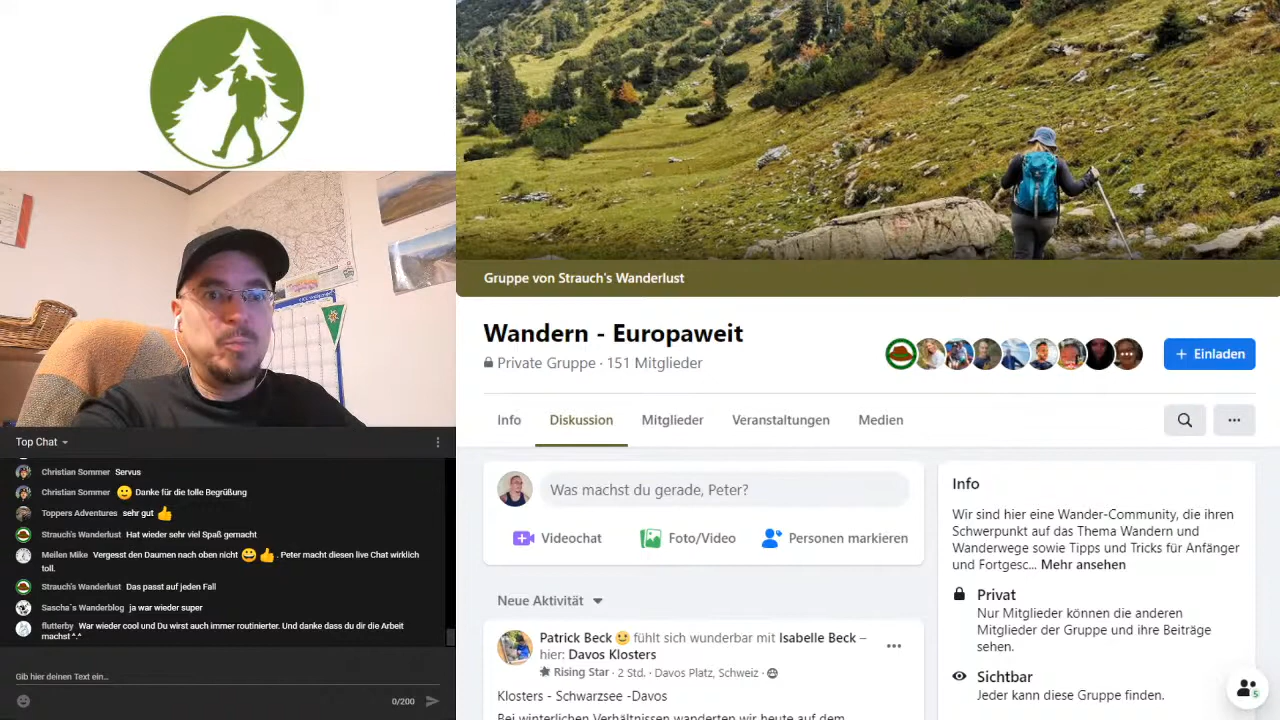 Top Chat
Christian Sommer Servus
Christian Sommer 🙂 Danke für die tolle Begrüßung
Toppers Adventures sehr gut 👍
Strauch's Wanderlust Hat wieder sehr viel Spaß gemacht
Meilen Mike Vergesst den Daumen nach oben nicht 😀 👍 . Peter macht diesen live Chat wirklich
toll.
Strauch's Wanderlust Das passt auf jeden Fall
Sascha´s Wanderblog ja war wieder super
flutterby War wieder cool und Du wirst auch immer routinierter. Und danke dass du dir die Arbeit
machst ^.^
Gib hier deinen Text ein...
0/200
Gruppe von Strauch's Wanderlust
Wandern - Europaweit
Private Gruppe · 151 Mitglieder
+ Einladen
Info
Diskussion
Mitglieder
Veranstaltungen
Medien
Was machst du gerade, Peter?
Videochat
Foto/Video
Personen markieren
Neue Aktivität
Patrick Beck 😉 fühlt sich wunderbar mit Isabelle Beck –
hier: Davos Klosters
Rising Star · 2 Std. · Davos Platz, Schweiz ·
Klosters - Schwarzsee -Davos
Bei winterlichen Verhältnissen wanderten wir heute auf dem
Info
Wir sind hier eine Wander-Community, die ihren
Schwerpunkt auf das Thema Wandern und
Wanderwege sowie Tipps und Tricks für Anfänger
und Fortgesc... Mehr ansehen
Privat
Nur Mitglieder können die anderen
Mitglieder der Gruppe und ihre Beiträge
sehen.
Sichtbar
Jeder kann diese Gruppe finden.
5